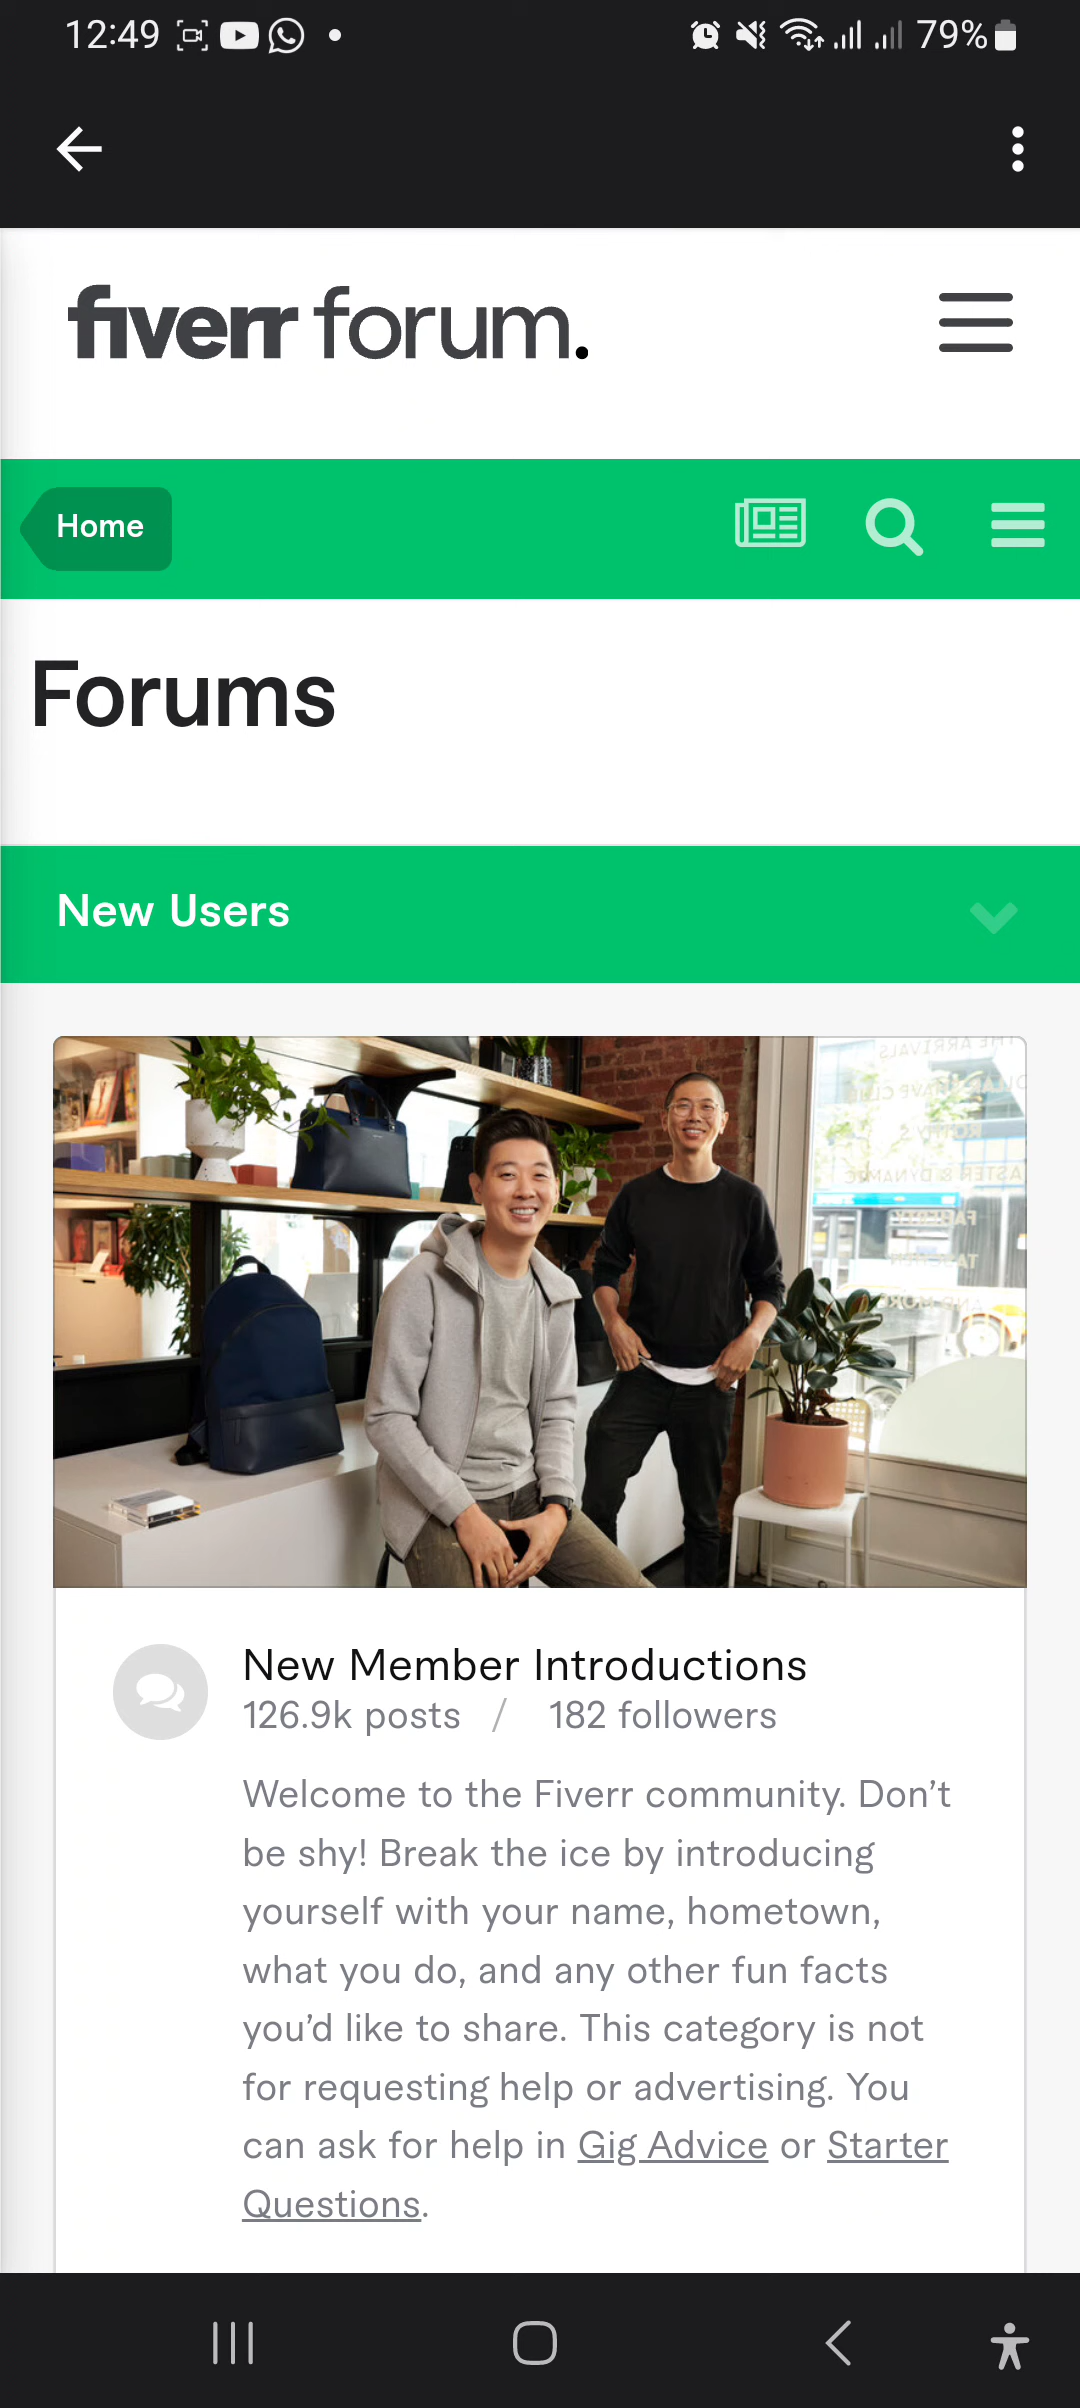 12:49
79%
fiverr forum.
Home
Forums
New Users
New Member Introductions
126.9k posts / 182 followers
Welcome to the Fiverr community. Don’t
be shy! Break the ice by introducing
yourself with your name, hometown,
what you do, and any other fun facts
you’d like to share. This category is not
for requesting help or advertising. You
can ask for help in Gig Advice or Starter
Questions.